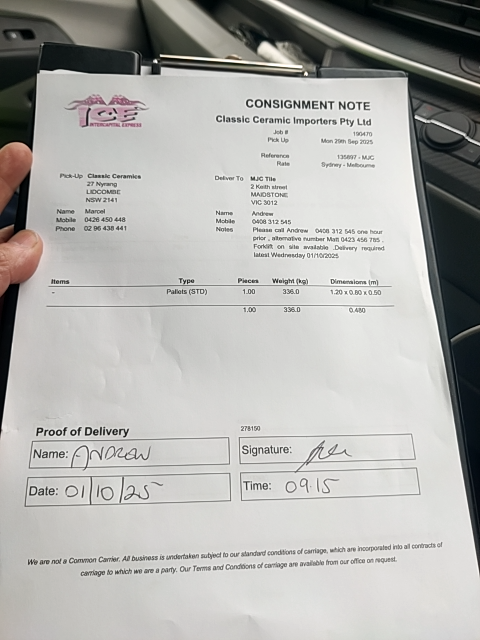 ICE
INTERCAPITAL EXPRESS
CONSIGNMENT NOTE
Classic Ceramic Importers Pty Ltd
Job # 190470
Pick Up Mon 29th Sep 2025
Reference 135897 - MJC
Rate Sydney - Melbourne
Pick-Up Classic Ceramics
27 Nyrang
LIDCOMBE
NSW 2141
Name Marcel
Mobile 0426 450 448
Phone 02 96 438 441
Deliver To MJC Tile
2 Keith street
MAIDSTONE
VIC 3012
Name Andrew
Mobile 0408 312 545
Notes Please call Andrew 0408 312 545 one hour
prior , alternative number Matt 0423 456 785 .
Forklift on site available .Delivery required
latest Wednesday 01/10/2025
Items Type Pieces Weight (kg) Dimensions (m)
- Pallets (STD) 1.00 336.0 1.20 x 0.80 x 0.50
1.00 336.0 0.480
Proof of Delivery
278150
Name: ANDREW
Signature:
Date: 01/10/25
Time: 09:15
We are not a Common Carrier. All business is undertaken subject to our standard conditions of carriage, which are incorporated into all contracts of
carriage to which we are a party. Our Terms and Conditions of carriage are available from our office on request.